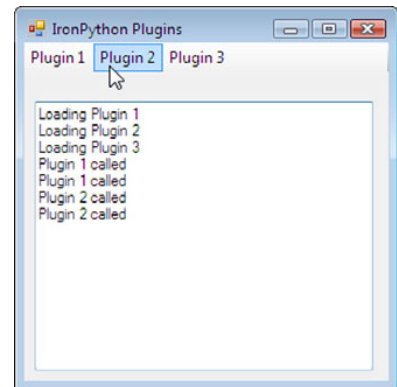 IronPython Plugins
Plugin 1 Plugin 2 Plugin 3
Loading Plugin 1
Loading Plugin 2
Loading Plugin 3
Plugin 1 called
Plugin 1 called
Plugin 2 called
Plugin 2 called